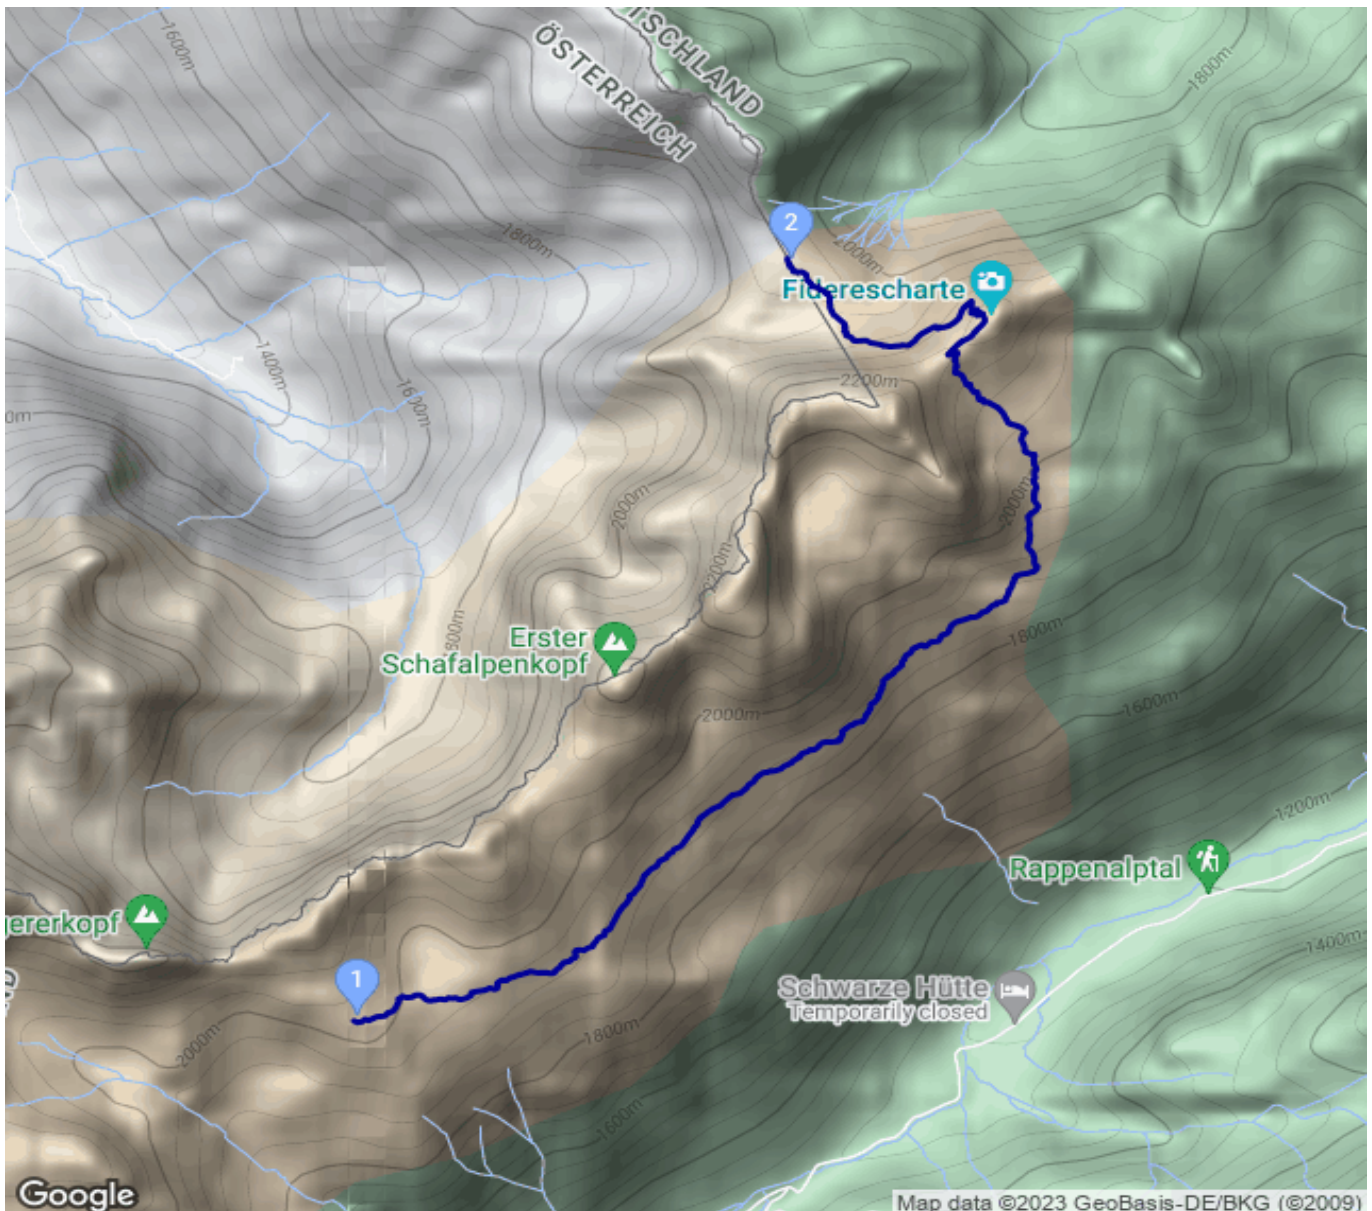 1600m
TSCHLAND
ÖSTERREICH
1800m
1800m
2
2000m
Fiderescharte
1400m
1600m
2200m
2000m
2000m
2200m
1800m
Erster
Schafalpenkopf
2000m
1600m
1200m
Rappenalptal
gererkopf
1400m
1
Schwarze Hütte
Temporarily closed
2000m
1800m
1600m
Google
Map data ©2023 GeoBasis-DE/BKG (©2009)